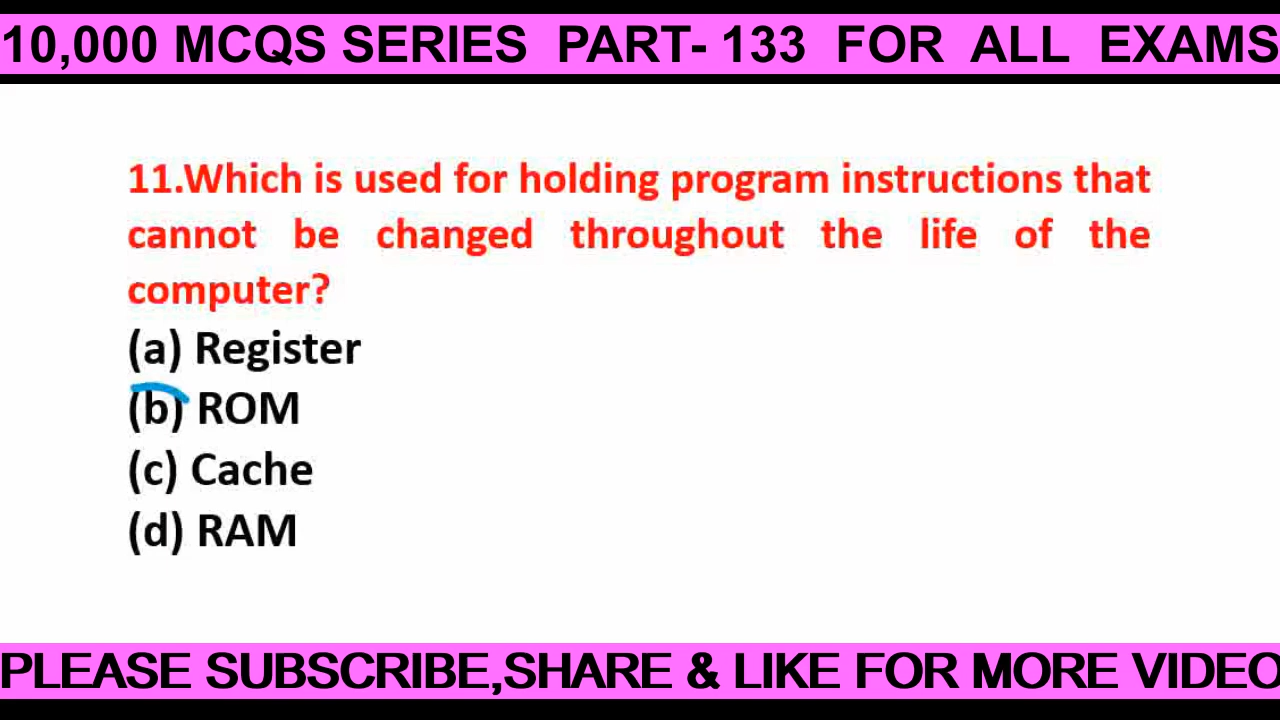 10,000 MCQS SERIES PART- 133 FOR ALL EXAMS
11.Which is used for holding program instructions that
cannot be changed throughout the life of the
computer?
(a) Register
(b) ROM
(c) Cache
(d) RAM
PLEASE SUBSCRIBE,SHARE & LIKE FOR MORE VIDEO